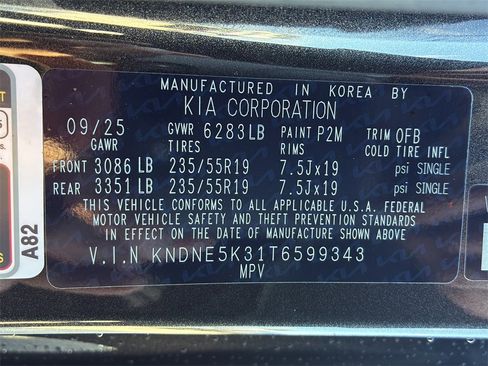 MANUFACTURED IN KOREA BY
KIA CORPORATION
09/25 GVWR 6283LB PAINT P2M TRIM OFB
GAWR TIRES RIMS COLD TIRE INFL
FRONT 3086 LB 235/55R19 7.5Jx19 psi SINGLE
REAR 3351 LB 235/55R19 7.5Jx19 psi SINGLE
THIS VEHICLE CONFORMS TO ALL APPLICABLE U.S.A. FEDERAL
MOTOR VEHICLE SAFETY AND THEFT PREVENTION STANDARDS
IN EFFECT ON THE DATE OF MANUFACTURE SHOWN ABOVE
V.I.N KNDNE5K31T6599343
MPV
A82